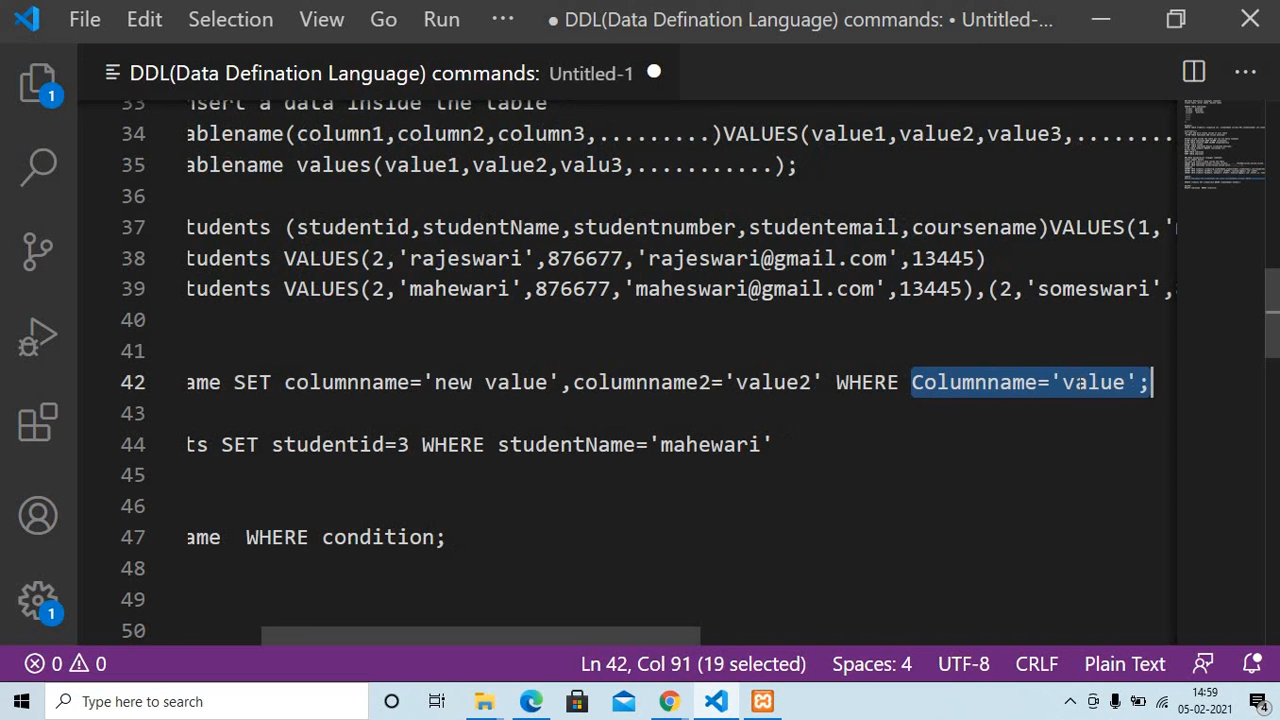 File Edit Selection View Go Run ··· ● DDL(Data Defination Language) commands: • Untitled-...
DDL(Data Defination Language) commands: Untitled-1
1
33 nsert a data inside the table
34 ablename(column1,column2,column3,.........)VALUES(value1,value2,value3,........
35 ablename values(value1,value2,valu3,...........);
36
37 tudents (studentid,studentName,studentnumber,studentemail,coursename)VALUES(1,'
38 tudents VALUES(2,'rajeswari',876677,'rajeswari@gmail.com',13445)
39 tudents VALUES(2,'mahewari',876677,'maheswari@gmail.com',13445),(2,'someswari',
40
41
42 ame SET columnname='new value',columnname2='value2' WHERE Columnname='value';
43
44 ts SET studentid=3 WHERE studentName='mahewari'
45
46
47 ame  WHERE condition;
48
49
50
1
0 0 Ln 42, Col 91 (19 selected) Spaces: 4 UTF-8 CRLF Plain Text
Type here to search
14:59
05-02-2021
4